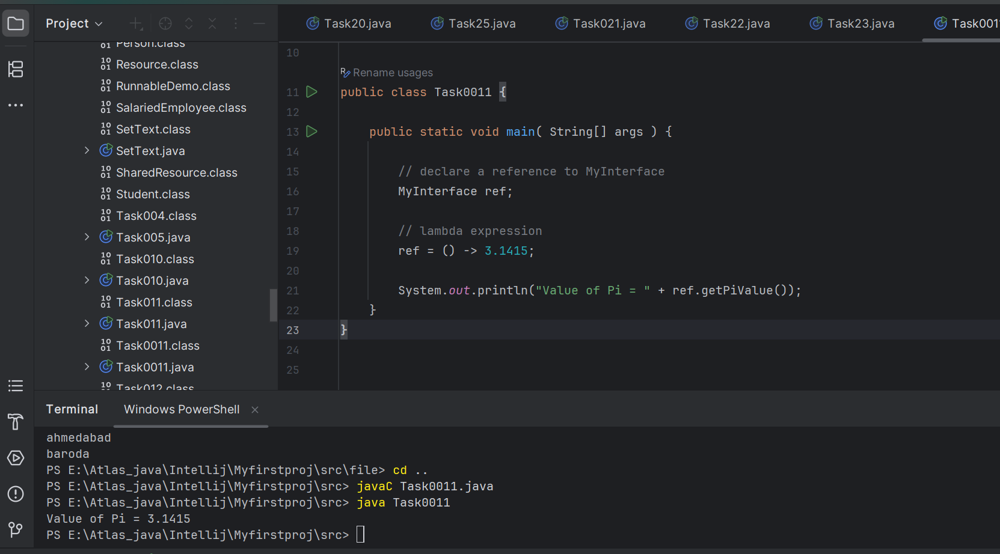 Project
Task20.java
Task25.java
Task021.java
Task22.java
Task23.java
Task001
Person.class
Resource.class
RunnableDemo.class
SalariedEmployee.class
SetText.class
SetText.java
SharedResource.class
Student.class
Task004.class
Task005.java
Task010.class
Task010.java
Task011.class
Task011.java
Task0011.class
Task0011.java
Task012.class
10
Rename usages
11 public class Task0011 {
12
13 public static void main( String[] args ) {
14
15 // declare a reference to MyInterface
16 MyInterface ref;
17
18 // lambda expression
19 ref = () -> 3.1415;
20
21 System.out.println("Value of Pi = " + ref.getPiValue());
22 }
23 }
24
25
Terminal
Windows PowerShell
ahmedabad
baroda
PS E:\Atlas_java\Intellij\Myfirstproj\src\file> cd ..
PS E:\Atlas_java\Intellij\Myfirstproj\src> javaC Task0011.java
PS E:\Atlas_java\Intellij\Myfirstproj\src> java Task0011
Value of Pi = 3.1415
PS E:\Atlas_java\Intellij\Myfirstproj\src>